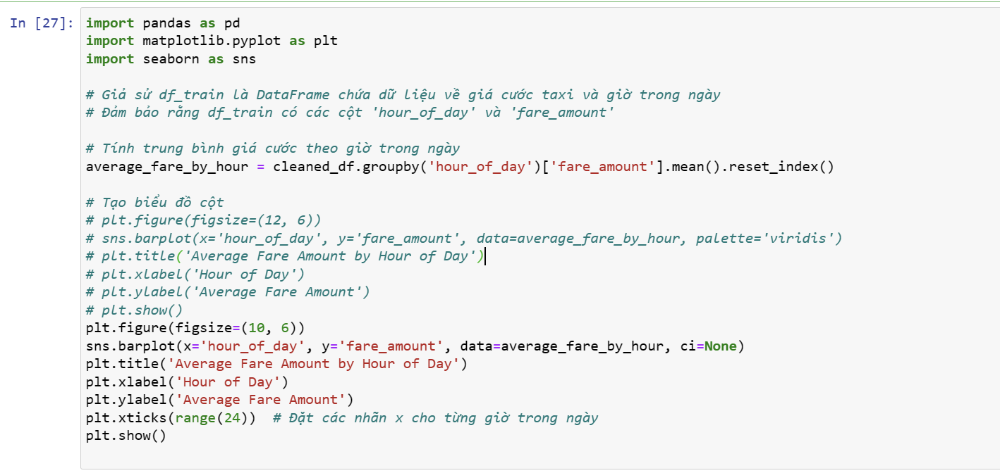 In [27]:
import pandas as pd
import matplotlib.pyplot as plt
import seaborn as sns
# Giả sử df_train là DataFrame chứa dữ liệu về giá cước taxi và giờ trong ngày
# Đảm bảo rằng df_train có các cột 'hour_of_day' và 'fare_amount'
# Tính trung bình giá cước theo giờ trong ngày
average_fare_by_hour = cleaned_df.groupby('hour_of_day')['fare_amount'].mean().reset_index()
# Tạo biểu đồ cột
# plt.figure(figsize=(12, 6))
# sns.barplot(x='hour_of_day', y='fare_amount', data=average_fare_by_hour, palette='viridis')
# plt.title('Average Fare Amount by Hour of Day')
# plt.xlabel('Hour of Day')
# plt.ylabel('Average Fare Amount')
# plt.show()
plt.figure(figsize=(10, 6))
sns.barplot(x='hour_of_day', y='fare_amount', data=average_fare_by_hour, ci=None)
plt.title('Average Fare Amount by Hour of Day')
plt.xlabel('Hour of Day')
plt.ylabel('Average Fare Amount')
plt.xticks(range(24))  # Đặt các nhãn x cho từng giờ trong ngày
plt.show()